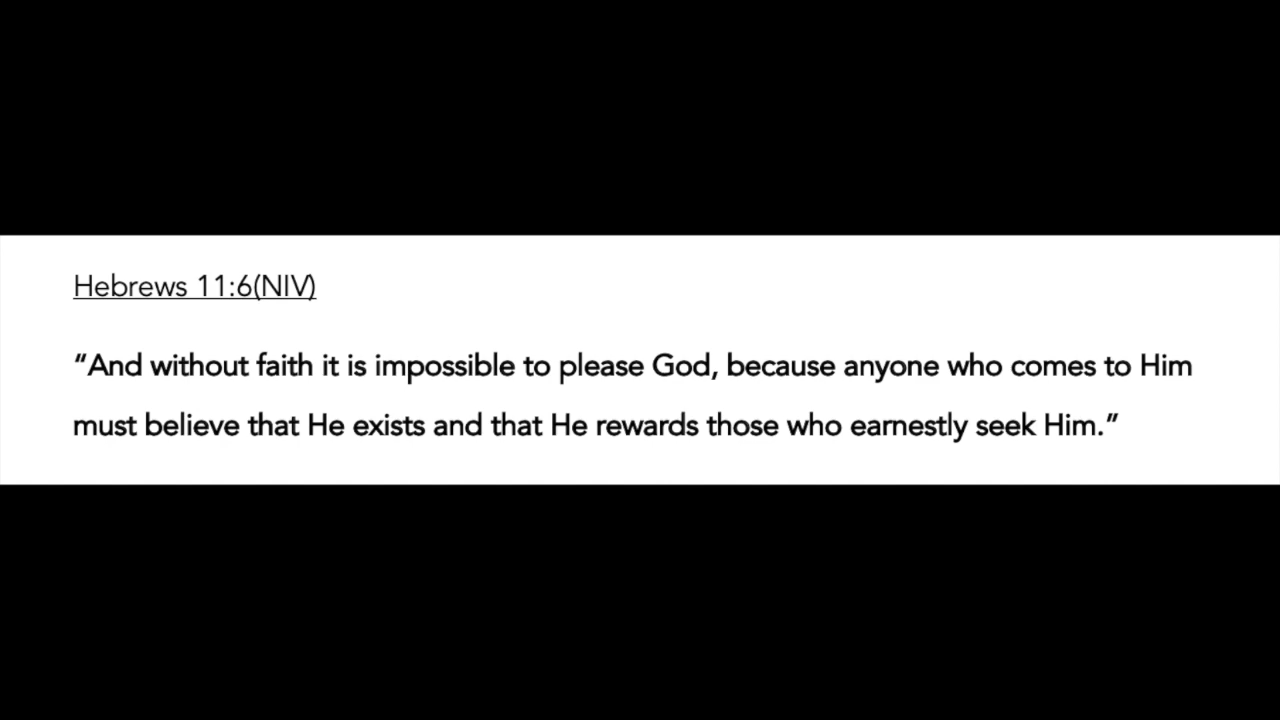 Hebrews 11:6(NIV)
“And without faith it is impossible to please God, because anyone who comes to Him
must believe that He exists and that He rewards those who earnestly seek Him.”